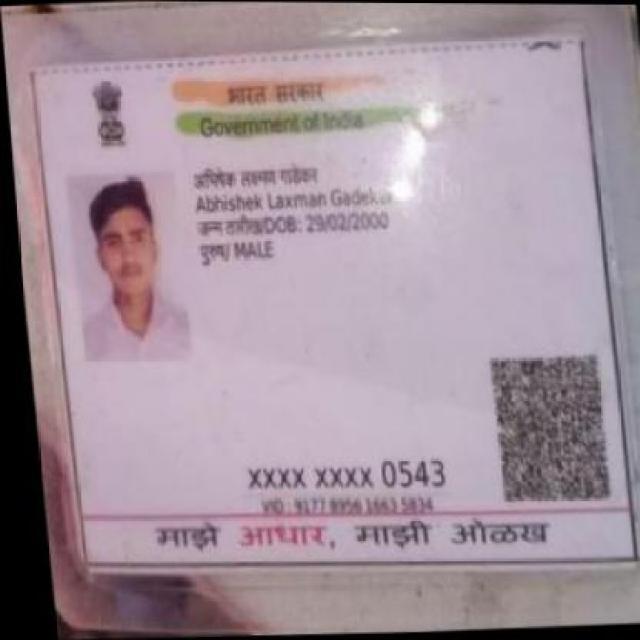 भारत सरकार
Government of India
अभिषेक लक्ष्मण गाडेकर
Abhishek Laxman Gadekar
जन्म तारीख/DOB: 29/02/2000
पुरुष/ MALE
XXXX XXXX 0543
VID : 9177 8956 1663 5834
माझे आधार, माझी ओळख